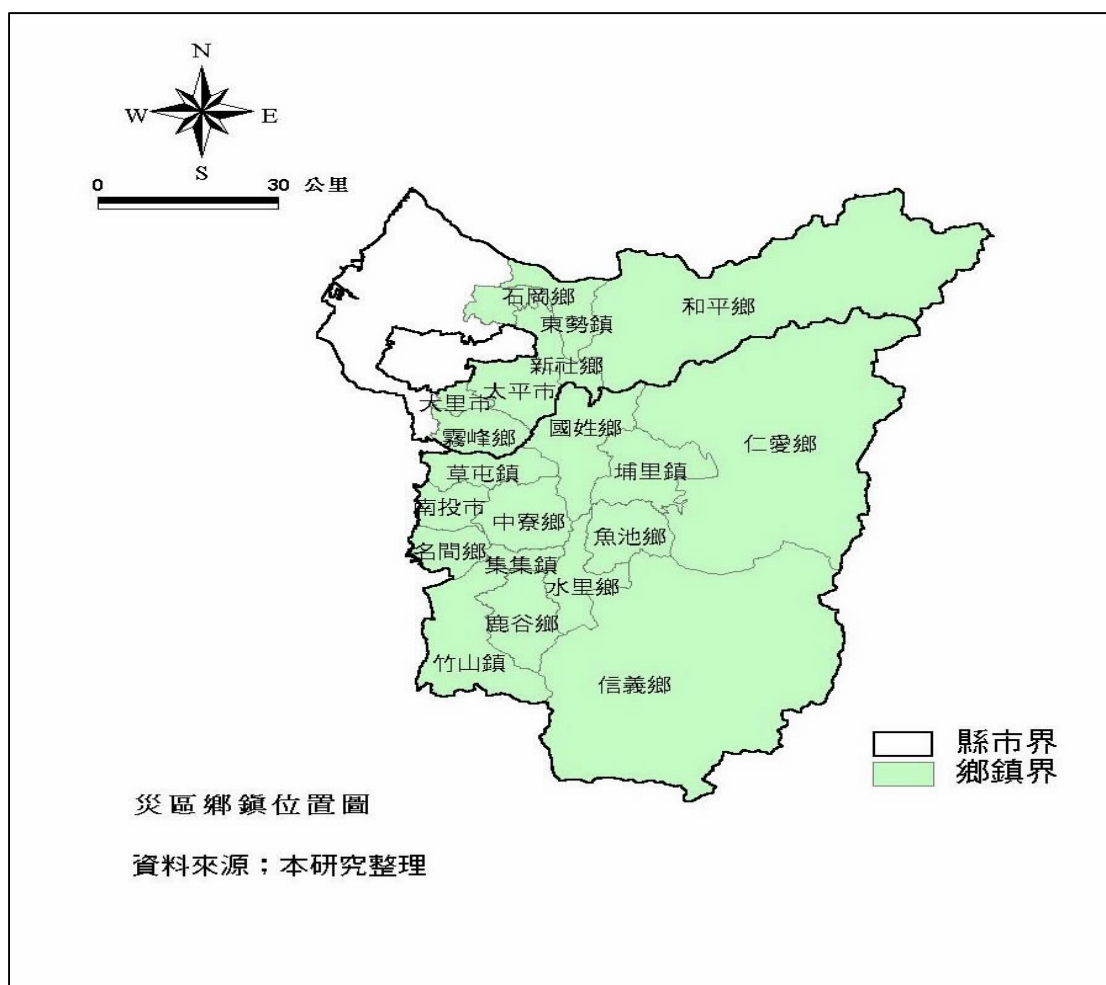 N
W E
S
0 30 公里
石岡鄉
和平鄉
東勢鎮
新社鄉
太平市
大里市
國姓鄉
霧峰鄉
仁愛鄉
草屯鎮
埔里鎮
南投市
中寮鄉
魚池鄉
名間鄉
集集鎮
水里鄉
鹿谷鄉
竹山鎮
信義鄉
縣市界
鄉鎮界
災區鄉鎮位置圖
資料來源；本研究整理